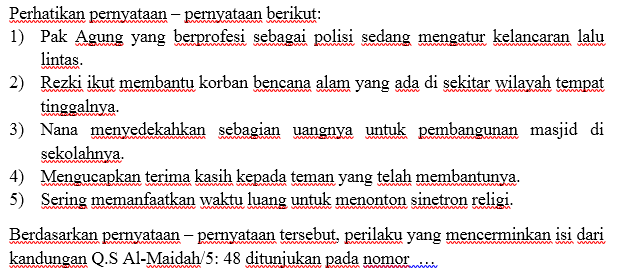 Perhatikan pernyataan – pernyataan berikut:
1) Pak Agung yang berprofesi sebagai polisi sedang mengatur kelancaran lalu
lintas.
2) Rezki ikut membantu korban bencana alam yang ada di sekitar wilayah tempat
tinggalnya.
3) Nana menyedekahkan sebagian uangnya untuk pembangunan masjid di
sekolahnya.
4) Mengucapkan terima kasih kepada teman yang telah membantunya.
5) Sering memanfaatkan waktu luang untuk menonton sinetron religi.
Berdasarkan pernyataan – pernyataan tersebut, perilaku yang mencerminkan isi dari
kandungan Q.S Al-Maidah/5: 48 ditunjukan pada nomor …